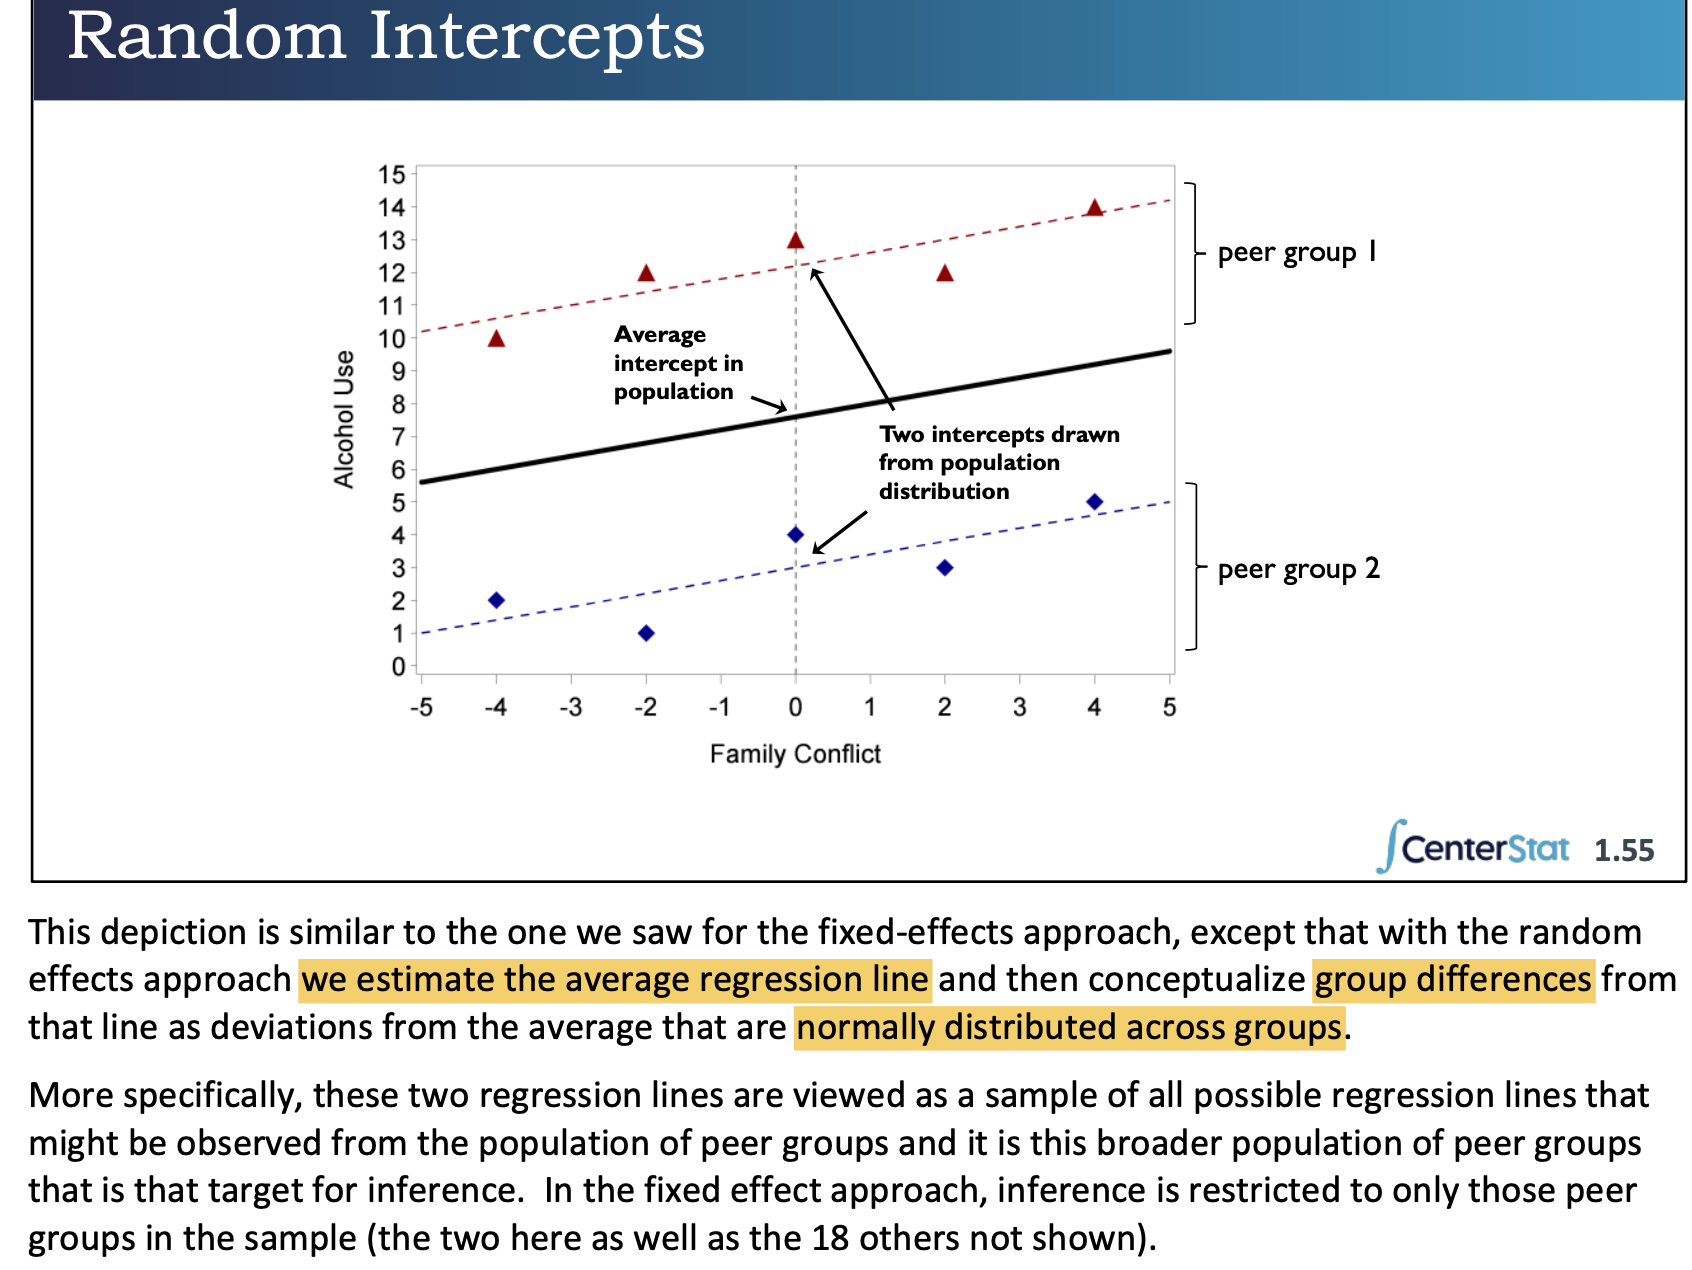 Random Intercepts
15
14
13
12
11
10
9
8
7
6
5
4
3
2
1
0
Alcohol Use
Average
intercept in
population
Two intercepts drawn
from population
distribution
peer group 1
peer group 2
-5 -4 -3 -2 -1 0 1 2 3 4 5
Family Conflict
CenterStat 1.55
This depiction is similar to the one we saw for the fixed-effects approach, except that with the random
effects approach we estimate the average regression line and then conceptualize group differences from
that line as deviations from the average that are normally distributed across groups.
More specifically, these two regression lines are viewed as a sample of all possible regression lines that
might be observed from the population of peer groups and it is this broader population of peer groups
that is that target for inference.  In the fixed effect approach, inference is restricted to only those peer
groups in the sample (the two here as well as the 18 others not shown).